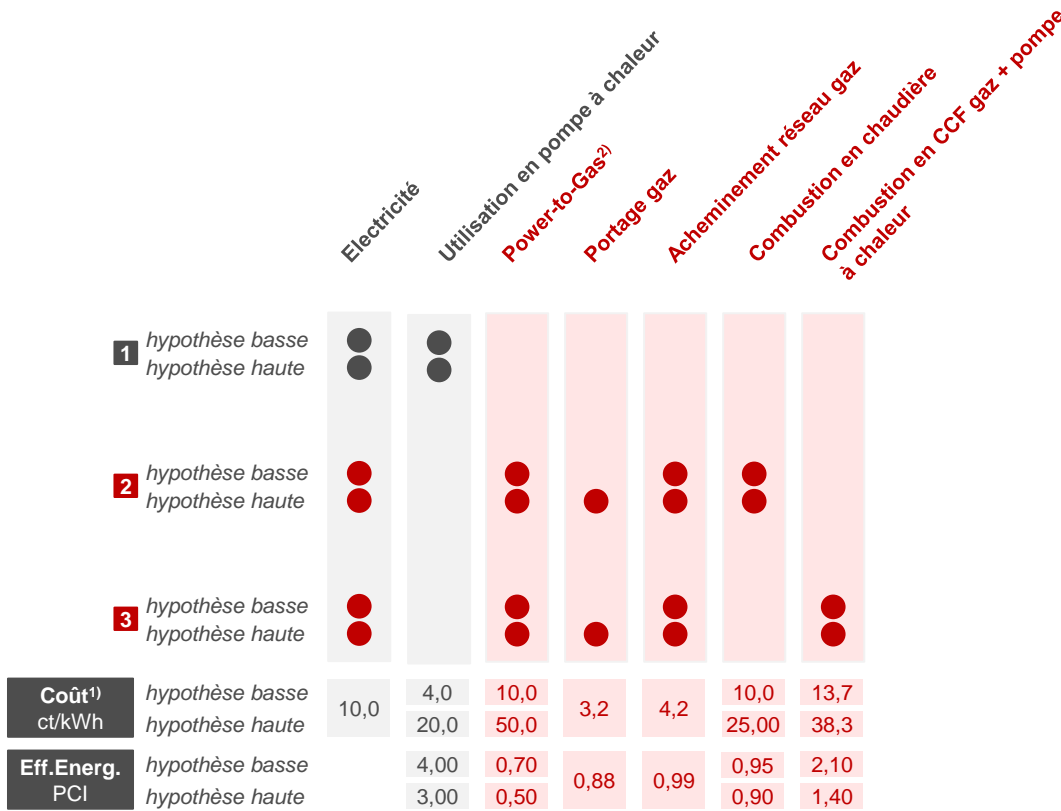 Electricité
Utilisation en pompe à chaleur
Power-to-Gas2)
Portage gaz
Acheminement réseau gaz
Combustion en chaudière
Combustion en CCF gaz + pompe
à chaleur
1
hypothèse basse
hypothèse haute
2
hypothèse basse
hypothèse haute
3
hypothèse basse
hypothèse haute
Coût1)
ct/kWh
hypothèse basse
hypothèse haute
10,0
4,0
20,0
10,0
50,0
3,2
4,2
10,0
25,00
13,7
38,3
Eff.Energ.
PCI
hypothèse basse
hypothèse haute
4,00
3,00
0,70
0,50
0,88
0,99
0,95
0,90
2,10
1,40